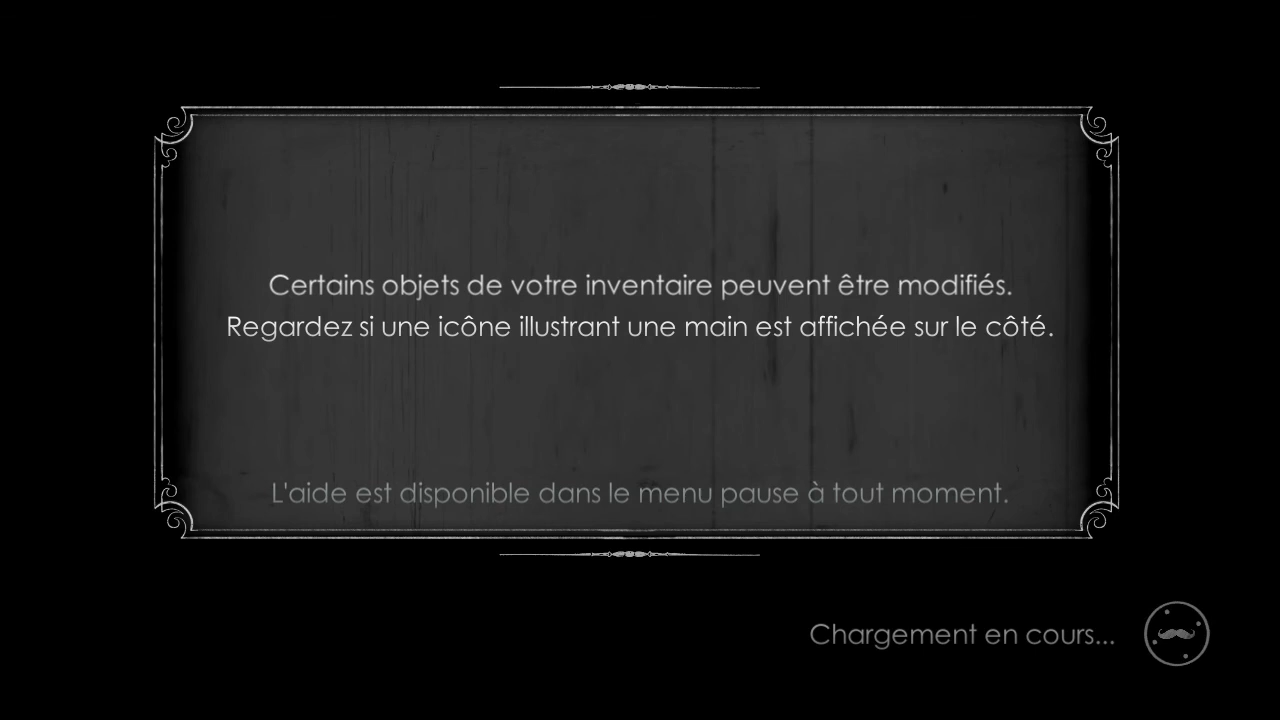 Certains objets de votre inventaire peuvent être modifiés.
Regardez si une icône illustrant une main est affichée sur le côté.
L'aide est disponible dans le menu pause à tout moment.
Chargement en cours...